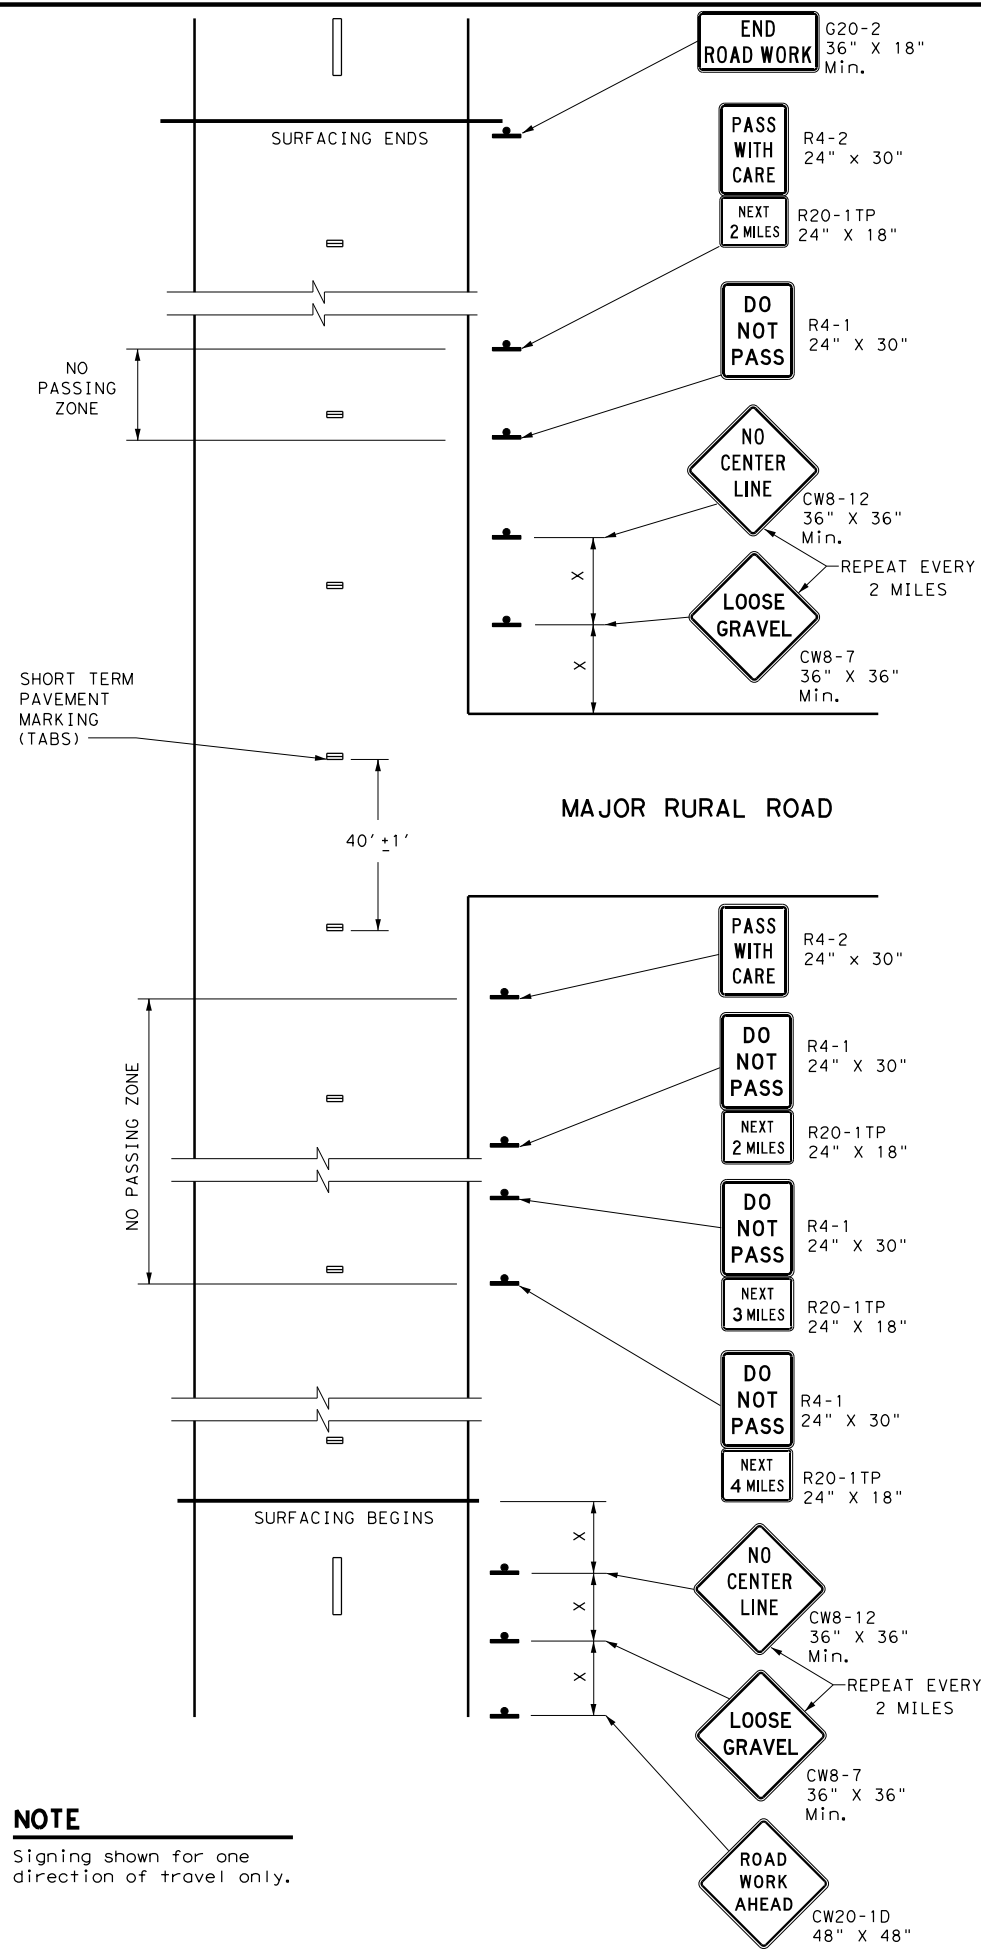 END
ROAD WORK
G20-2
36" X 18"
Min.
SURFACING ENDS
PASS
WITH
CARE
R4-2
24" x 30"
NEXT
2 MILES
R20-1TP
24" X 18"
DO
NOT
PASS
R4-1
24" X 30"
NO
PASSING
ZONE
NO
CENTER
LINE
CW8-12
36" X 36"
Min.
REPEAT EVERY
2 MILES
X
LOOSE
GRAVEL
CW8-7
36" X 36"
Min.
X
SHORT TERM
PAVEMENT
MARKING
(TABS)
MAJOR RURAL ROAD
40' ±1'
PASS
WITH
CARE
R4-2
24" x 30"
DO
NOT
PASS
R4-1
24" X 30"
NEXT
2 MILES
R20-1TP
24" X 18"
NO PASSING ZONE
DO
NOT
PASS
R4-1
24" X 30"
NEXT
3 MILES
R20-1TP
24" X 18"
DO
NOT
PASS
R4-1
24" X 30"
NEXT
4 MILES
R20-1TP
24" X 18"
SURFACING BEGINS
X
NO
CENTER
LINE
CW8-12
36" X 36"
Min.
X
REPEAT EVERY
2 MILES
X
LOOSE
GRAVEL
CW8-7
36" X 36"
Min.
ROAD
WORK
AHEAD
CW20-1D
48" X 48"
NOTE
Signing shown for one
direction of travel only.